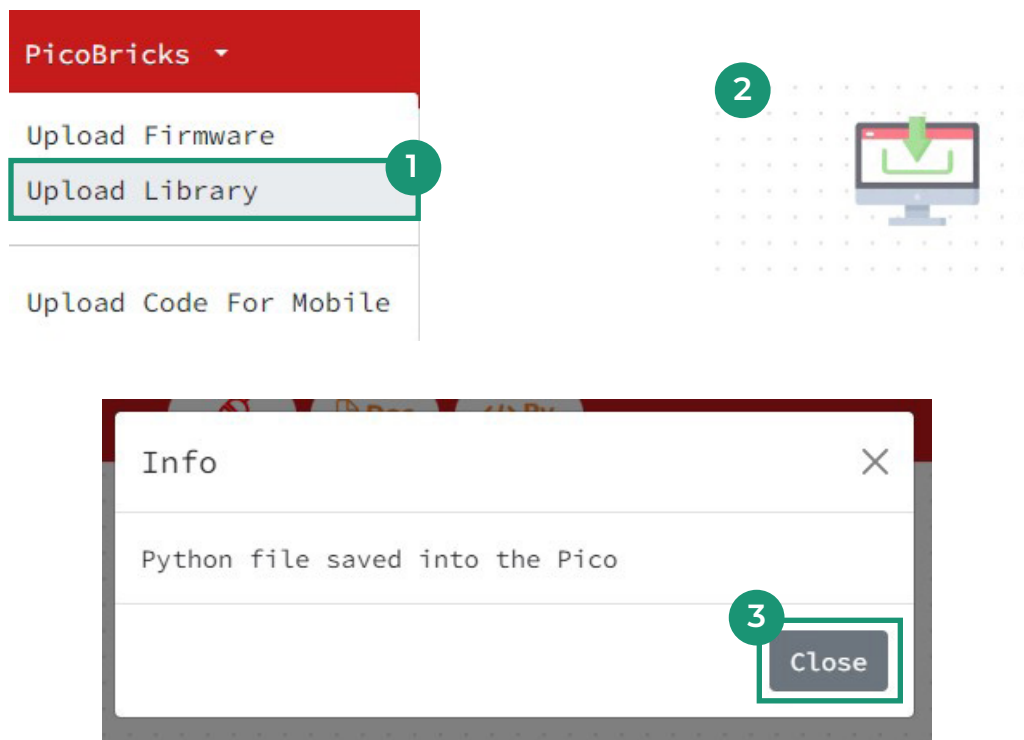 PicoBricks
Upload Firmware
1
Upload Library
Upload Code For Mobile
2
Info
Python file saved into the Pico
3
Close